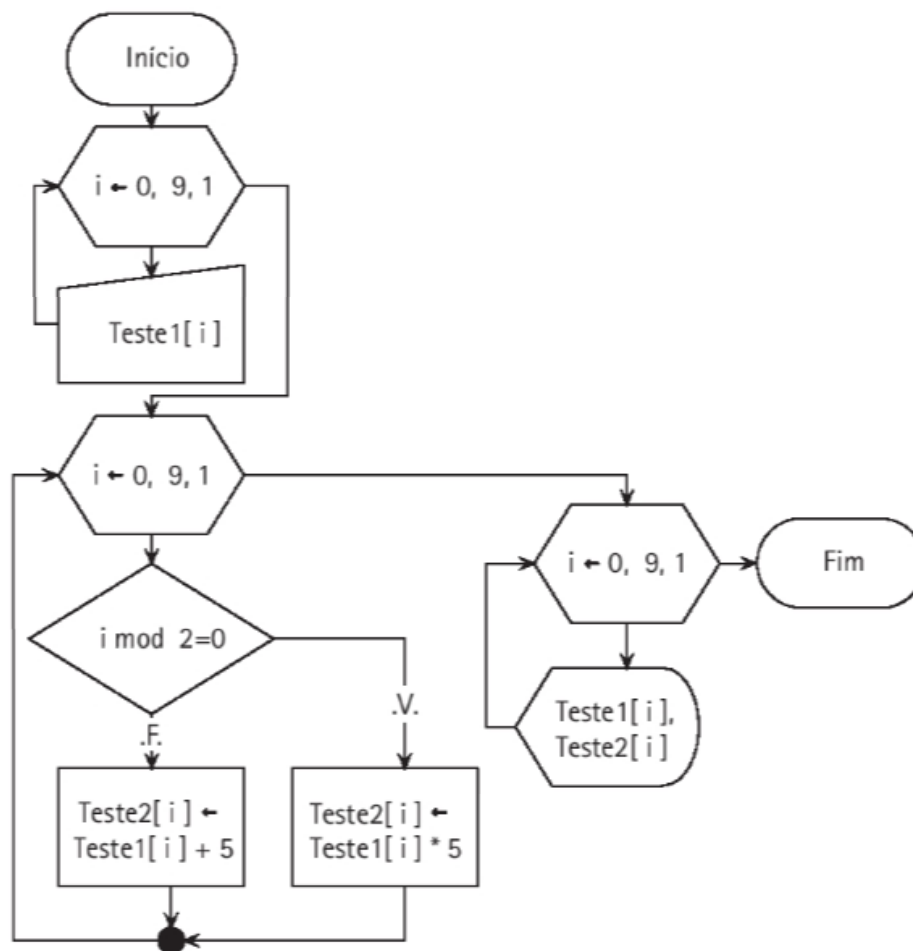 Início
i ← 0, 9, 1
Teste1[ i ]
i ← 0, 9, 1
i mod 2=0
.F.
.V.
Teste2[ i ] ←
Teste1[ i ] + 5
Teste2[ i ] ←
Teste1[ i ] * 5
i ← 0, 9, 1
Fim
Teste1[ i ],
Teste2[ i ]